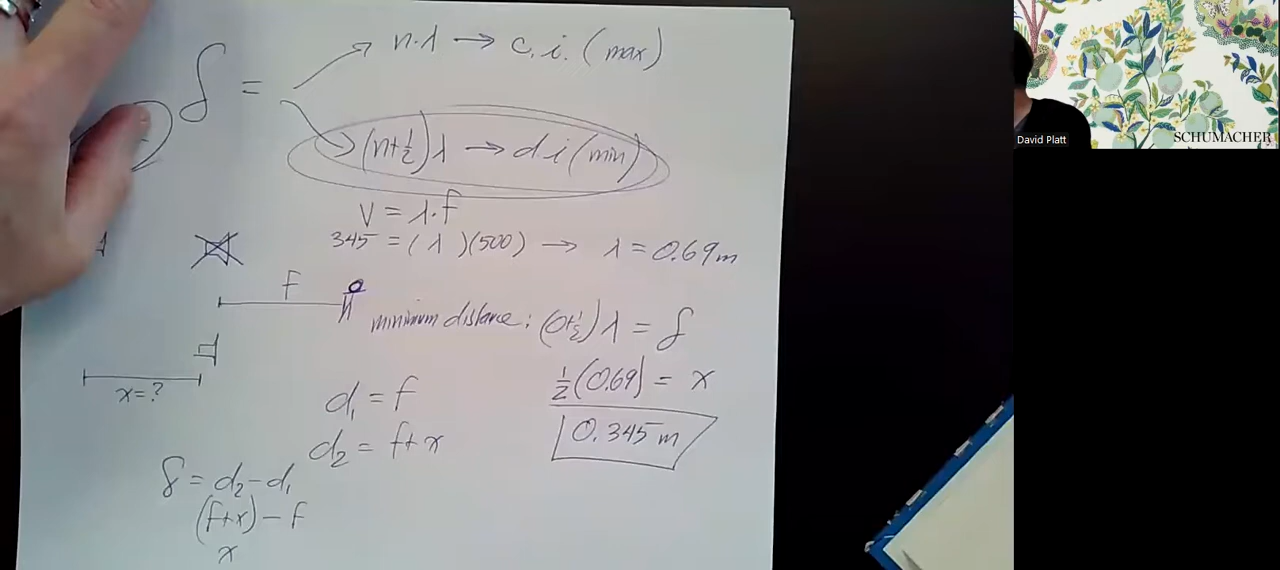 δ =
n·λ → c.i. (max)
(n+½)λ → d.i (min)
v = λ·f
345 = (λ )(500) → λ = 0.69m
f
minimum distance: (0+½)λ = δ
½(0.69) = x
0.345 m
x=?
d₁ = f
d₂ = f+x
δ = d₂-d₁
(f+x) - f
x
David Platt
SCHUMACHER